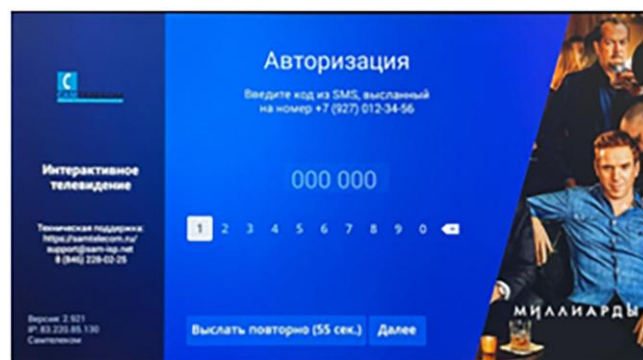 Авторизация
Введите код из SMS, высланный
на номер +7 (927) 012-34-56
000 000
1 2 3 4 5 6 7 8 9 0
Выслать повторно (55 сек.) Далее
Интерактивное
телевидение
Техническая поддержка:
https://samtelecom.ru/
support@sam-isp.net
8 (846) 228-02-25
Версия: 2.921
IP: 83.220.85.130
Самтелеком
МИЛЛИАРДЫ